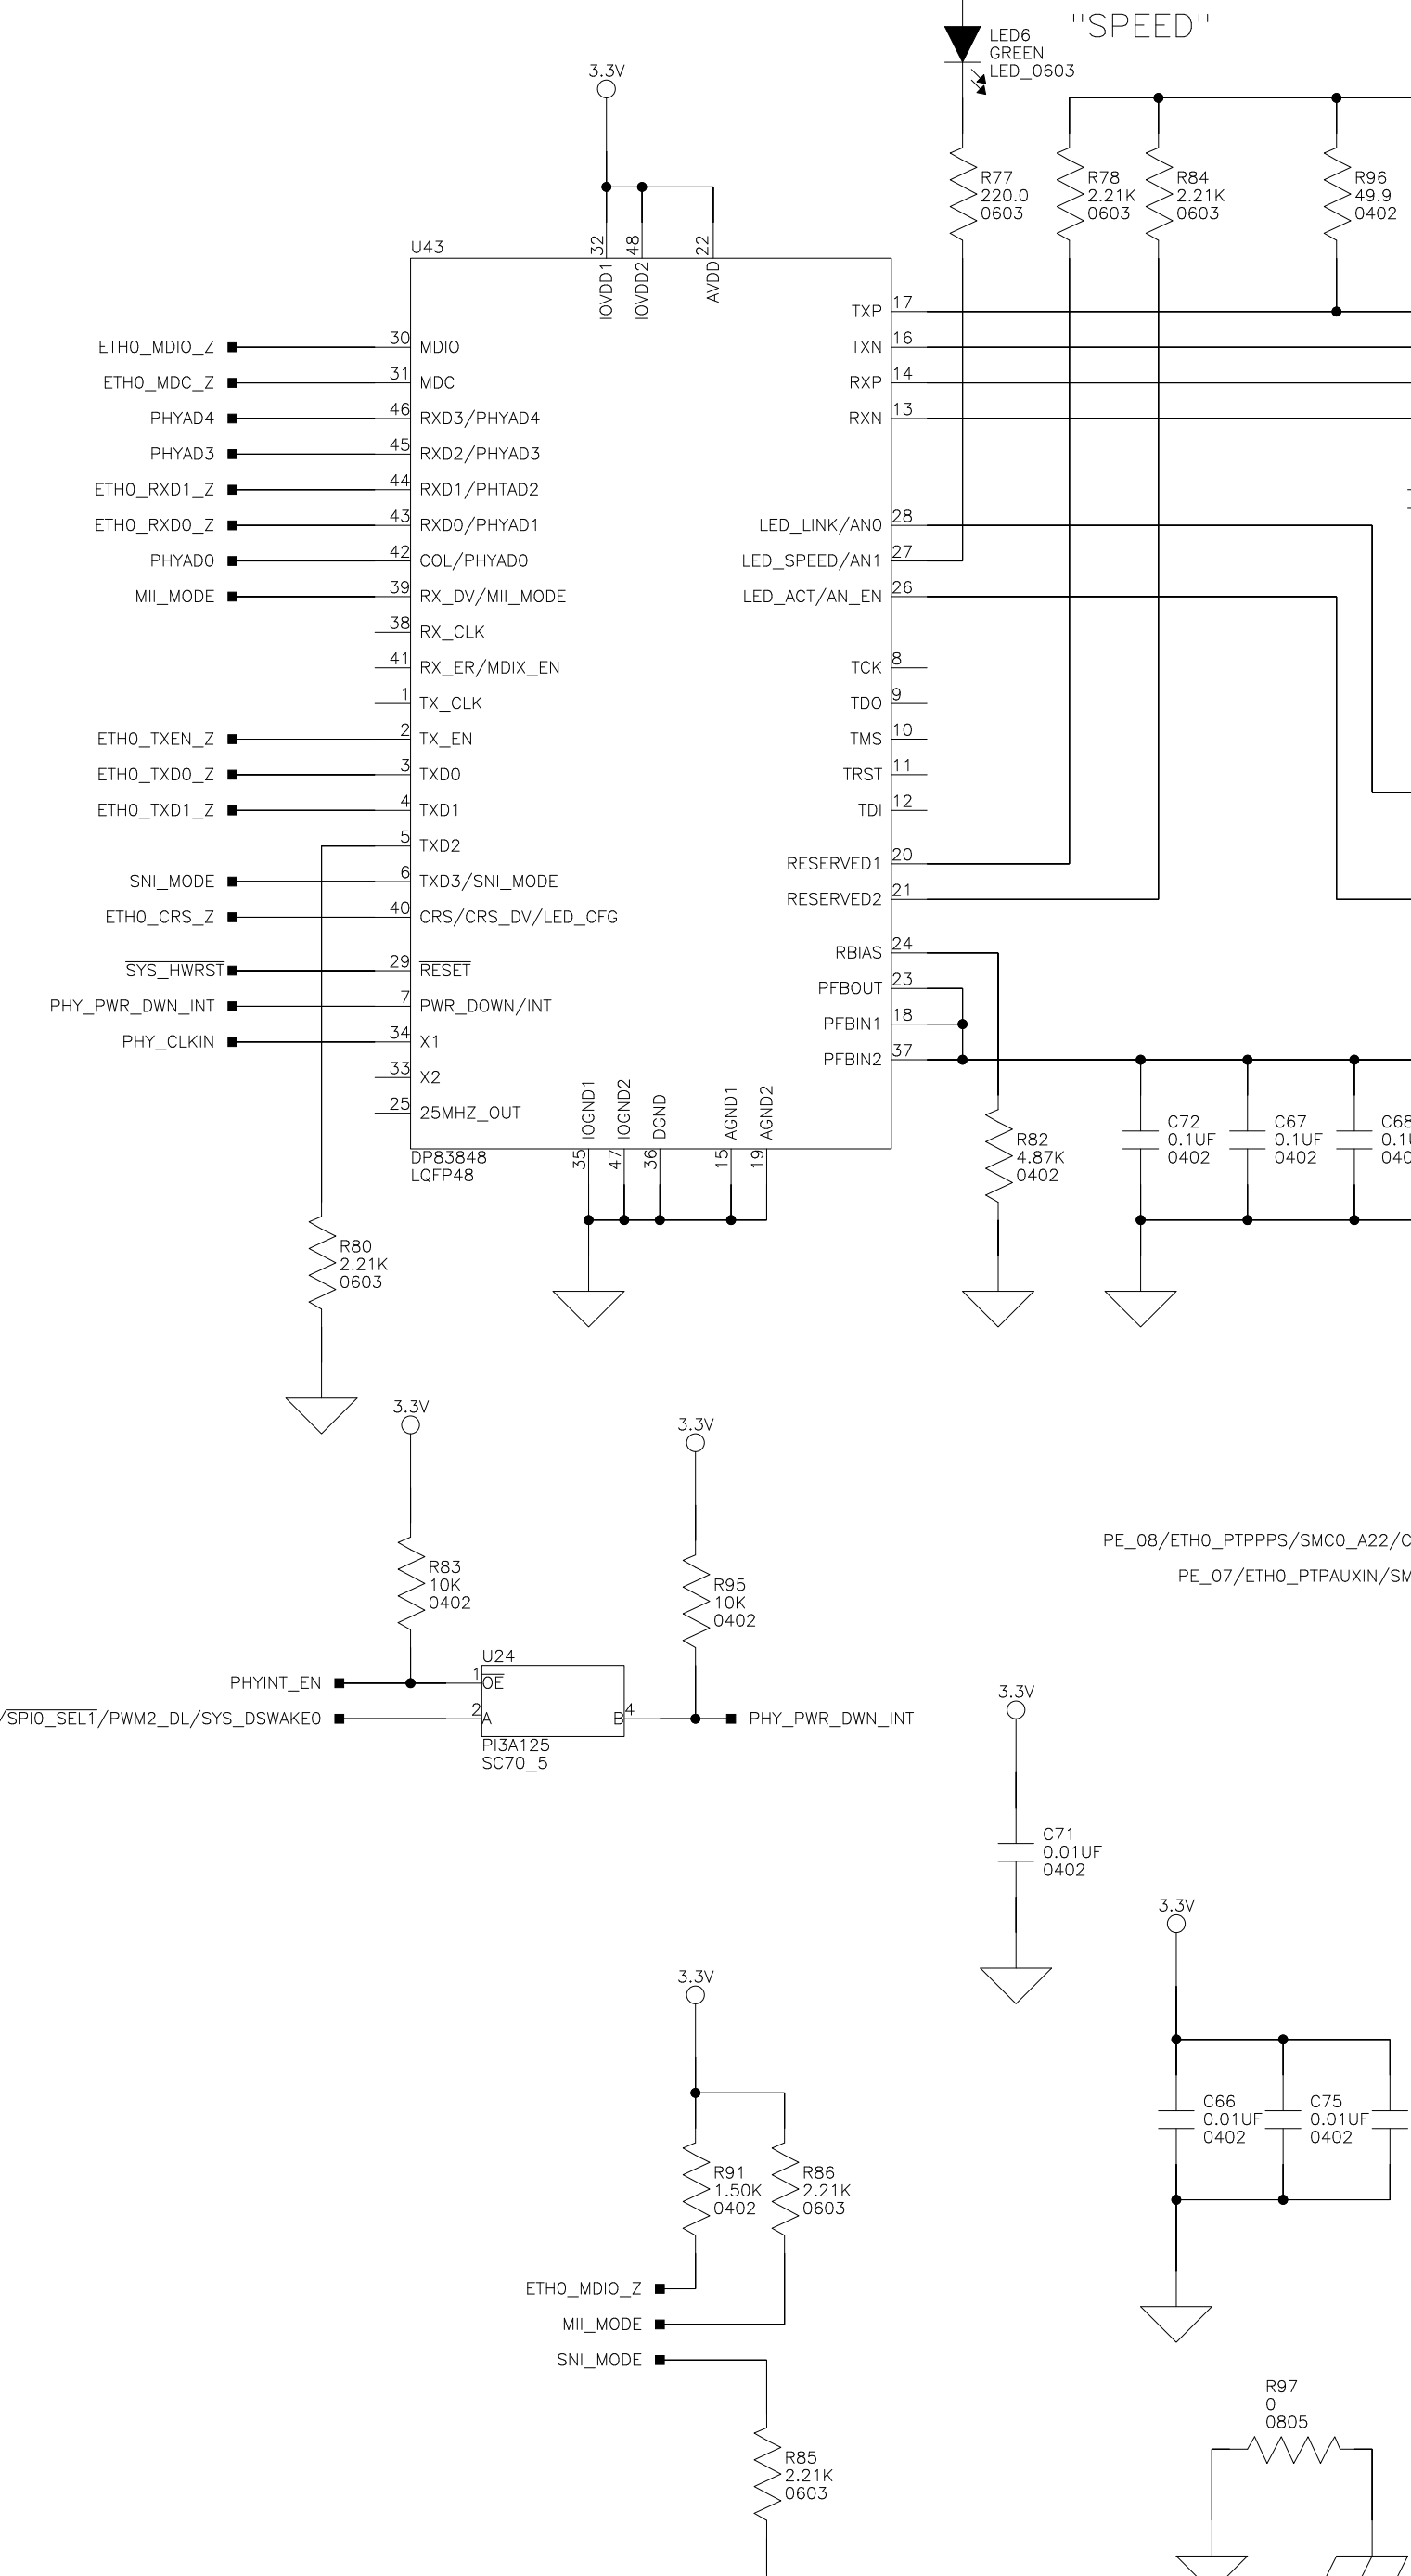 "SPEED"
LED6
GREEN
LED_0603
3.3V
R77
220.0
0603
R78
2.21K
0603
R84
2.21K
0603
R96
49.9
0402
U43
32
48
22
IOVDD1
IOVDD2
AVDD
TXP 17
ETH0_MDIO_Z 30 MDIO
TXN 16
ETH0_MDC_Z 31 MDC
RXP 14
PHYAD4 46 RXD3/PHYAD4
RXN 13
PHYAD3 45 RXD2/PHYAD3
ETH0_RXD1_Z 44 RXD1/PHTAD2
ETH0_RXD0_Z 43 RXD0/PHYAD1
LED_LINK/AN0 28
PHYAD0 42 COL/PHYAD0
LED_SPEED/AN1 27
MII_MODE 39 RX_DV/MII_MODE
LED_ACT/AN_EN 26
38 RX_CLK
41 RX_ER/MDIX_EN
TCK 8
1 TX_CLK
TDO 9
ETH0_TXEN_Z 2 TX_EN
TMS 10
ETH0_TXD0_Z 3 TXD0
TRST 11
ETH0_TXD1_Z 4 TXD1
TDI 12
5 TXD2
RESERVED1 20
SNI_MODE 6 TXD3/SNI_MODE
RESERVED2 21
ETH0_CRS_Z 40 CRS/CRS_DV/LED_CFG
RBIAS 24
SYS_HWRST 29 RESET
PFBOUT 23
PHY_PWR_DWN_INT 7 PWR_DOWN/INT
PFBIN1 18
PHY_CLKIN 34 X1
PFBIN2 37
33 X2
25 25MHZ_OUT
IOGND1
IOGND2
DGND
AGND1
AGND2
35
47
36
15
19
DP83848
LQFP48
R82
4.87K
0402
C72
0.1UF
0402
C67
0.1UF
0402
C68
R80
2.21K
0603
3.3V
3.3V
R83
10K
0402
R95
10K
0402
PE_08/ETH0_PTPPPS/SMC0_A22/C
PE_07/ETH0_PTPAUXIN/SM
U24
PHYINT_EN 1 OE
/SPI0_SEL1/PWM2_DL/SYS_DSWAKE0 2 A
B 4 PHY_PWR_DWN_INT
PI3A125
SC70_5
3.3V
C71
0.01UF
0402
3.3V
3.3V
C66
0.01UF
0402
C75
0.01UF
0402
R91
1.50K
0402
R86
2.21K
0603
ETH0_MDIO_Z
MII_MODE
SNI_MODE
R85
2.21K
0603
R97
0
0805